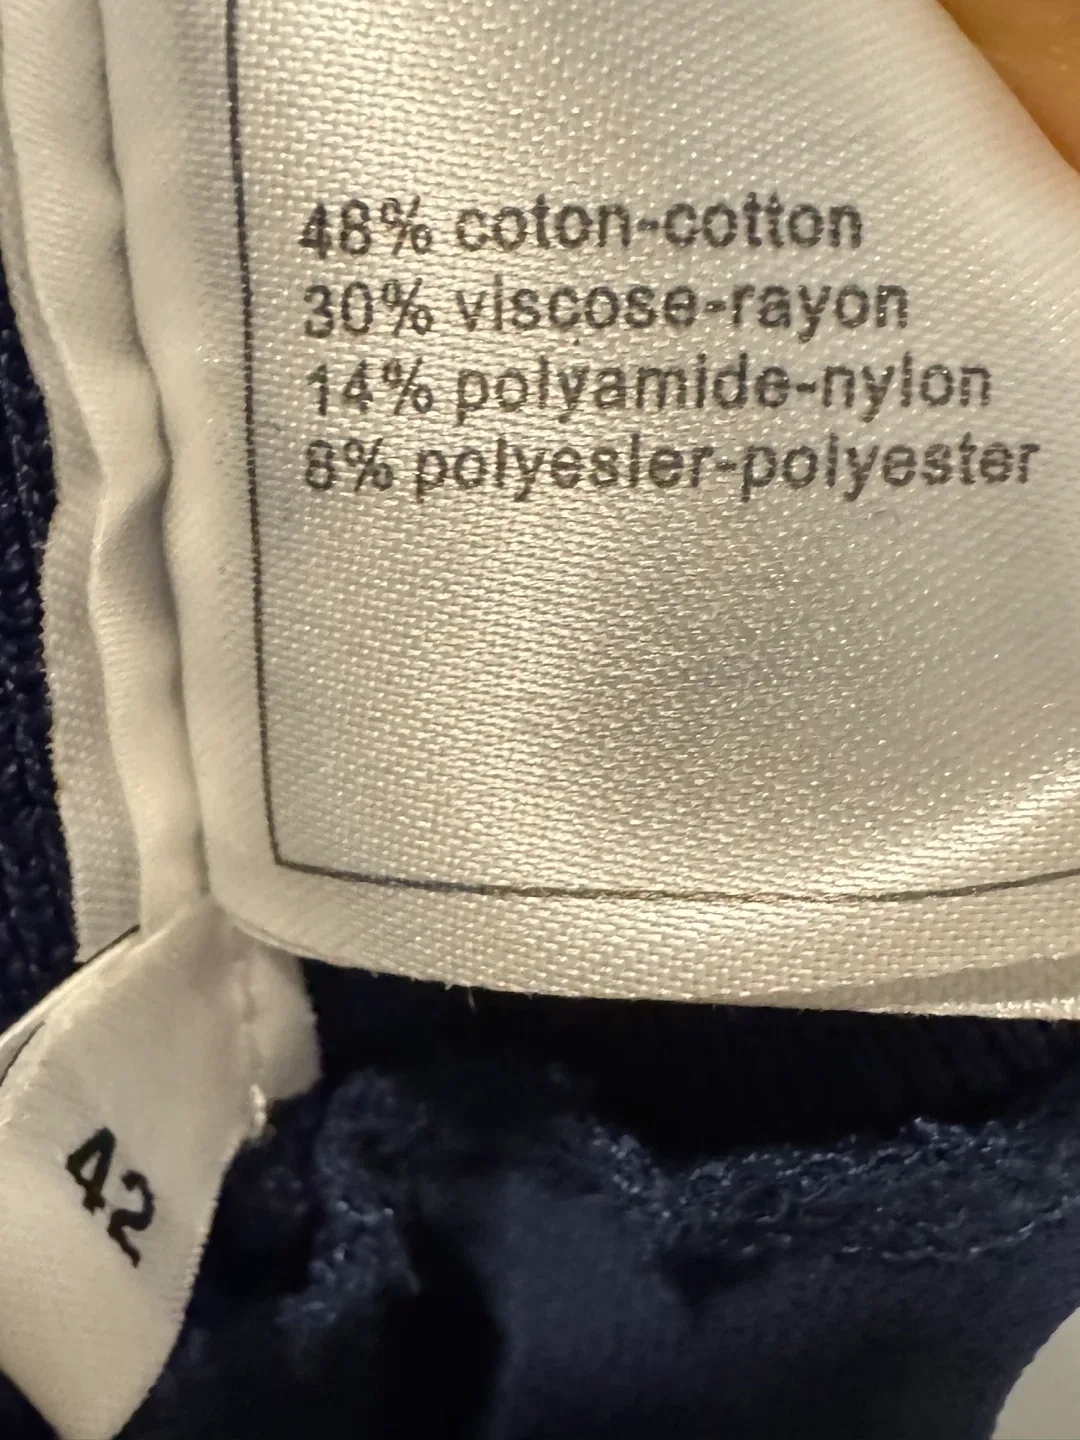 48% coton-cotton
30% viscose-rayon
14% polyamide-nylon
8% polyesler-polyester
42